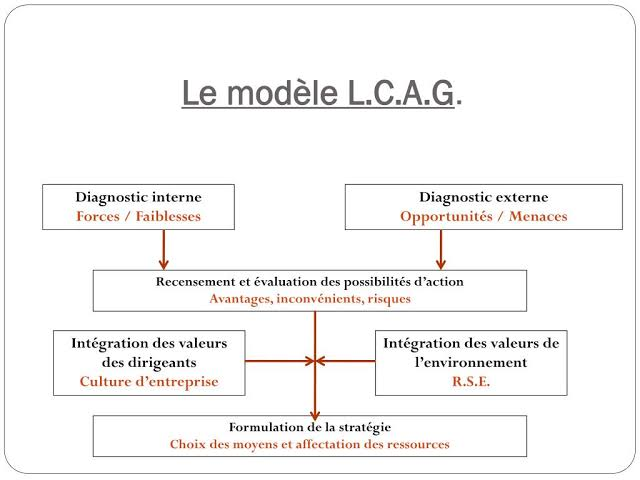 Le modèle L.C.A.G.
Diagnostic interne
Forces / Faiblesses
Diagnostic externe
Opportunités / Menaces
Recensement et évaluation des possibilités d’action
Avantages, inconvénients, risques
Intégration des valeurs
des dirigeants
Culture d’entreprise
Intégration des valeurs de
l’environnement
R.S.E.
Formulation de la stratégie
Choix des moyens et affectation des ressources